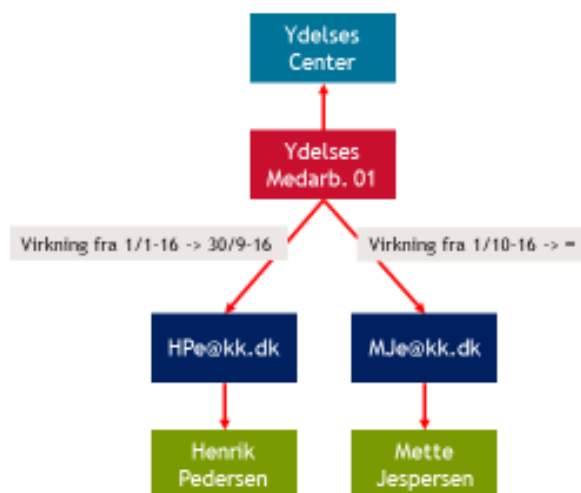 Ydelses
Center
Ydelses
Medarb. 01
Virkning fra 1/1-16 -> 30/9-16
Virkning fra 1/10-16 -> =
HPe@kk.dk
MJe@kk.dk
Henrik
Pedersen
Mette
Jespersen